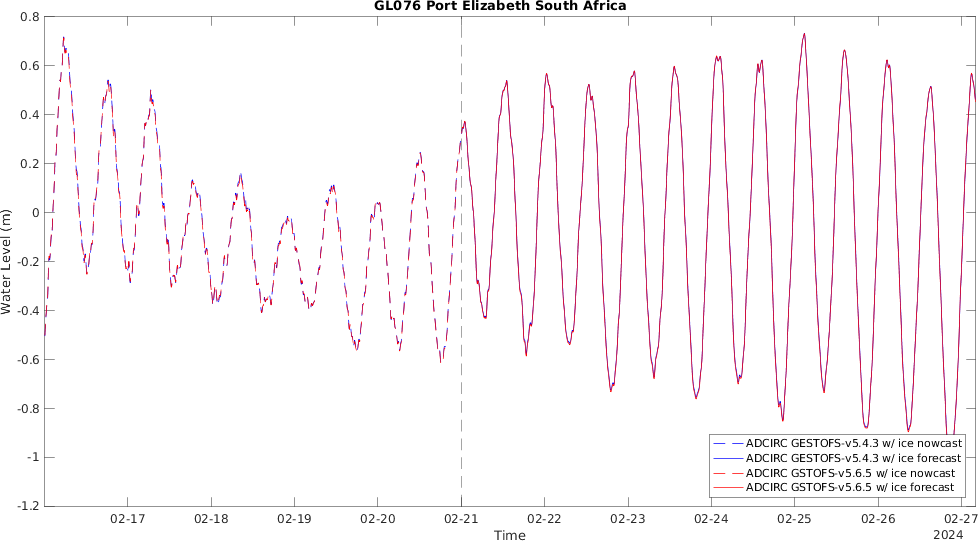 GL076 Port Elizabeth South Africa
0.8
0.6
0.4
0.2
0
-0.2
-0.4
-0.6
-0.8
-1
-1.2
Water Level (m)
ADCIRC GESTOFS-v5.4.3 w/ ice nowcast
ADCIRC GESTOFS-v5.4.3 w/ ice forecast
ADCIRC GSTOFS-v5.6.5 w/ ice nowcast
ADCIRC GSTOFS-v5.6.5 w/ ice forecast
02-17 02-18 02-19 02-20 02-21 02-22 02-23 02-24 02-25 02-26 02-27
Time 2024